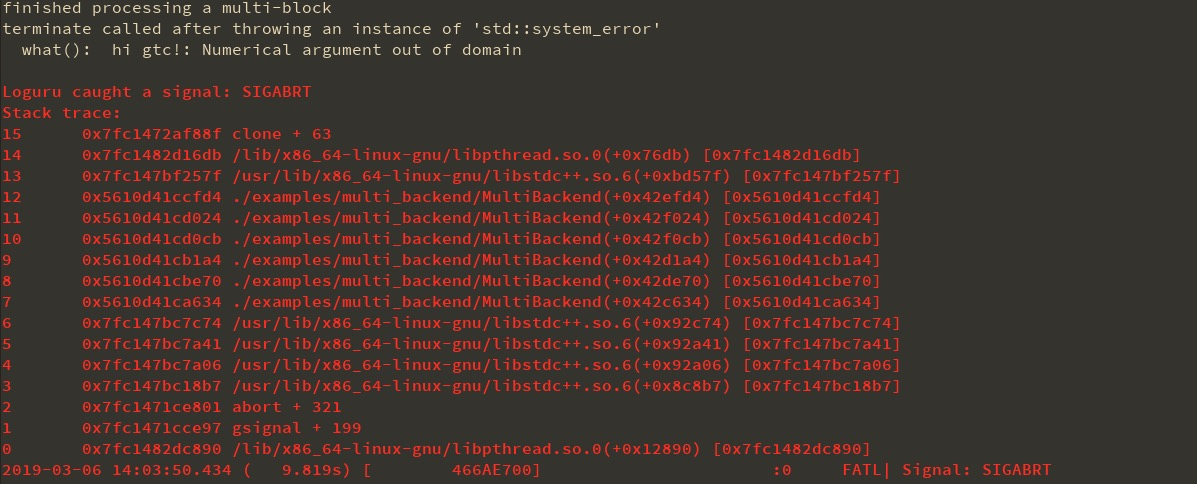 finished processing a multi-block
terminate called after throwing an instance of 'std::system_error'
  what():  hi gtc!: Numerical argument out of domain

Loguru caught a signal: SIGABRT
Stack trace:
15      0x7fc1472af88f clone + 63
14      0x7fc1482d16db /lib/x86_64-linux-gnu/libpthread.so.0(+0x76db) [0x7fc1482d16db]
13      0x7fc147bf257f /usr/lib/x86_64-linux-gnu/libstdc++.so.6(+0xbd57f) [0x7fc147bf257f]
12      0x5610d41ccfd4 ./examples/multi_backend/MultiBackend(+0x42efd4) [0x5610d41ccfd4]
11      0x5610d41cd024 ./examples/multi_backend/MultiBackend(+0x42f024) [0x5610d41cd024]
10      0x5610d41cd0cb ./examples/multi_backend/MultiBackend(+0x42f0cb) [0x5610d41cd0cb]
9       0x5610d41cb1a4 ./examples/multi_backend/MultiBackend(+0x42d1a4) [0x5610d41cb1a4]
8       0x5610d41cbe70 ./examples/multi_backend/MultiBackend(+0x42de70) [0x5610d41cbe70]
7       0x5610d41ca634 ./examples/multi_backend/MultiBackend(+0x42c634) [0x5610d41ca634]
6       0x7fc147bc7c74 /usr/lib/x86_64-linux-gnu/libstdc++.so.6(+0x92c74) [0x7fc147bc7c74]
5       0x7fc147bc7a41 /usr/lib/x86_64-linux-gnu/libstdc++.so.6(+0x92a41) [0x7fc147bc7a41]
4       0x7fc147bc7a06 /usr/lib/x86_64-linux-gnu/libstdc++.so.6(+0x92a06) [0x7fc147bc7a06]
3       0x7fc147bc18b7 /usr/lib/x86_64-linux-gnu/libstdc++.so.6(+0x8c8b7) [0x7fc147bc18b7]
2       0x7fc1471ce801 abort + 321
1       0x7fc1471cce97 gsignal + 199
0       0x7fc1482dc890 /lib/x86_64-linux-gnu/libpthread.so.0(+0x12890) [0x7fc1482dc890]
2019-03-06 14:03:50.434 (   9.819s) [        466AE700]                       :0     FATL| Signal: SIGABRT